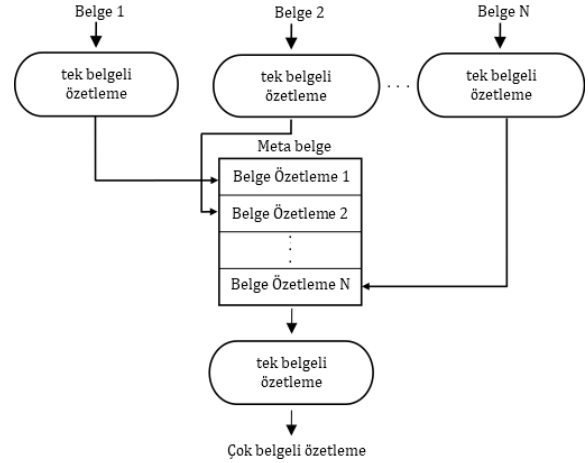 Belge 1
Belge 2
Belge N
tek belgeli
özetleme
tek belgeli
özetleme
. . .
tek belgeli
özetleme
Meta belge
Belge Özetleme 1
Belge Özetleme 2
Belge Özetleme N
tek belgeli
özetleme
Çok belgeli özetleme